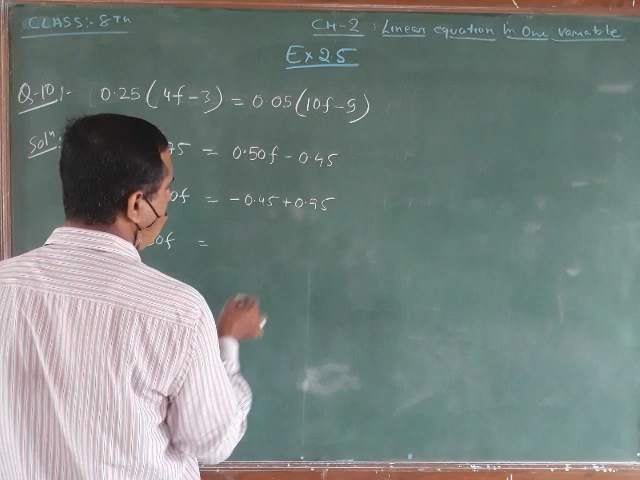 CLASS:- 8Th
CH-2 : Linear equation In One variable
Ex 2.5
Q-10:- 0.25(4f-3) = 0.05(10f-9)
Solⁿ: 75 = 0.50f - 0.45
0f = -0.45+0.75
50f =